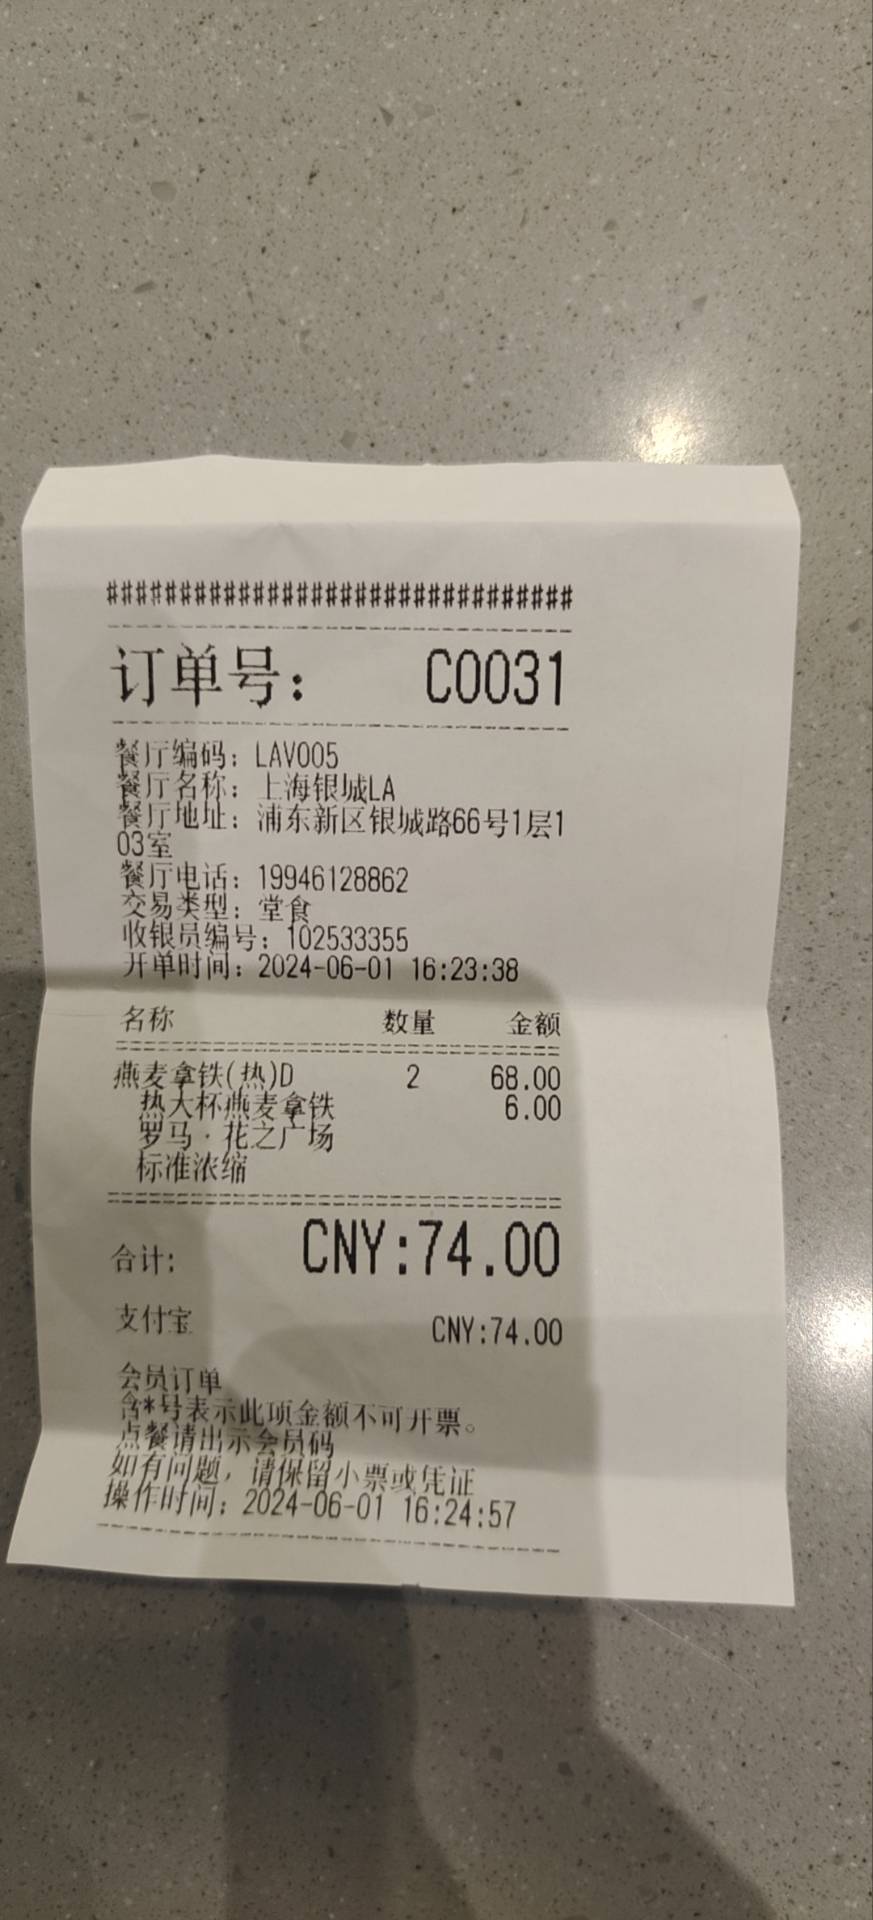 ################################
订单号： C0031
餐厅编码：LAV005
餐厅名称：上海银城LA
餐厅地址：浦东新区银城路66号1层1
03室
餐厅电话：19946128862
交易类型：堂食
收银员编号：102533355
开单时间：2024-06-01 16:23:38
名称 数量 金额
燕麦拿铁(热)D 2 68.00
热大杯燕麦拿铁 6.00
罗马·花之广场
标准浓缩
合计: CNY:74.00
支付宝 CNY:74.00
会员订单
含*号表示此项金额不可开票。
点餐请出示会员码
如有问题，请保留小票或凭证
操作时间：2024-06-01 16:24:57